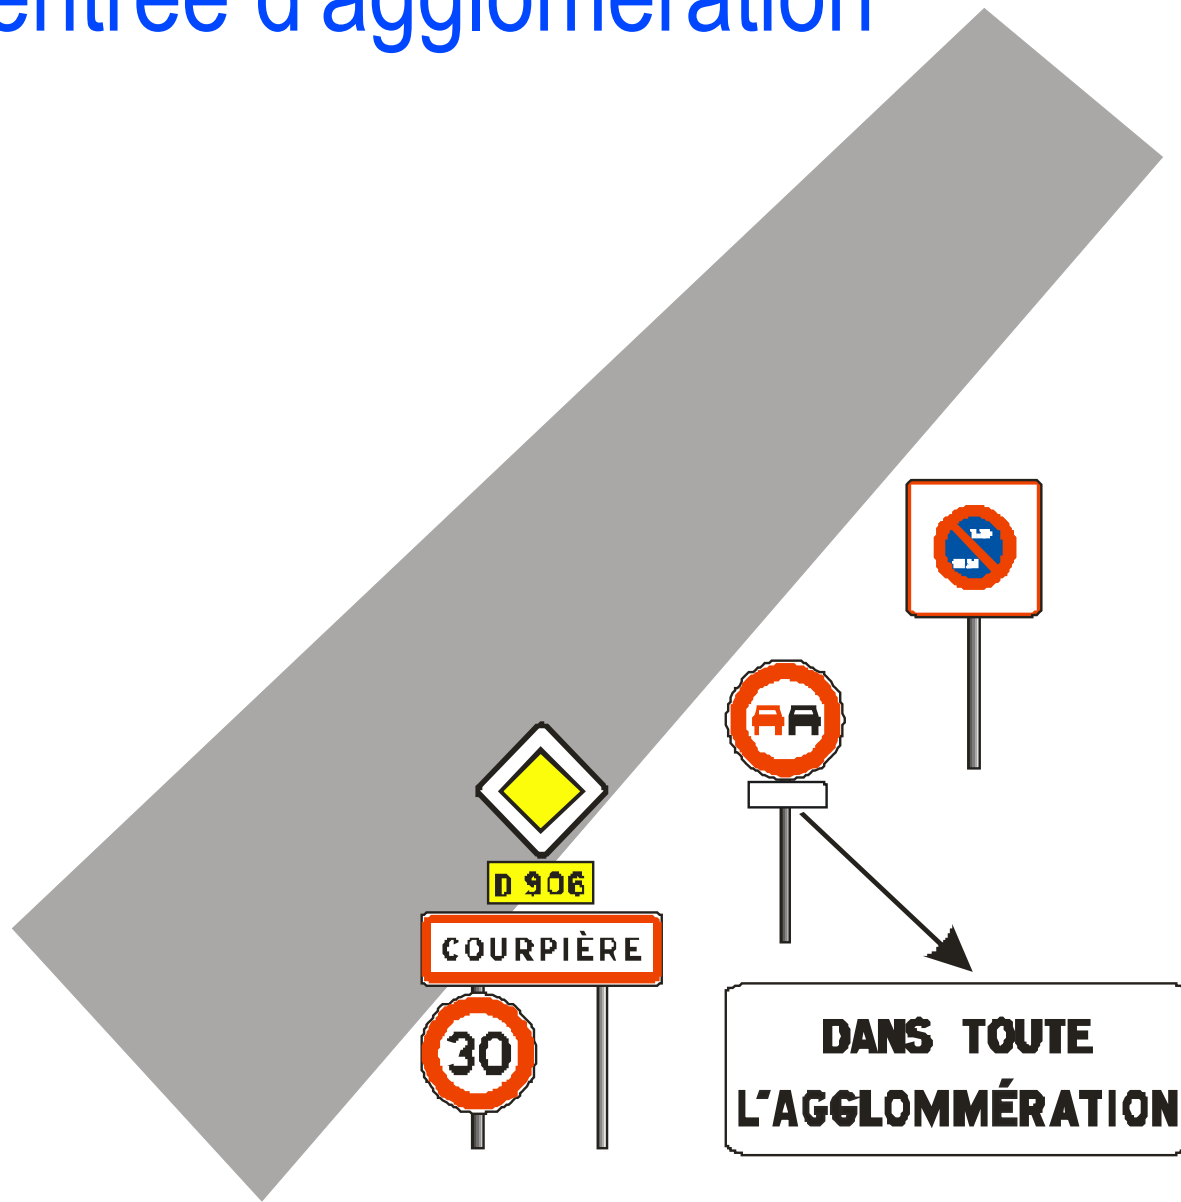 entrée d'agglomération
D 906
COURPIÈRE
30
DANS TOUTE
L'AGGLOMMÉRATION